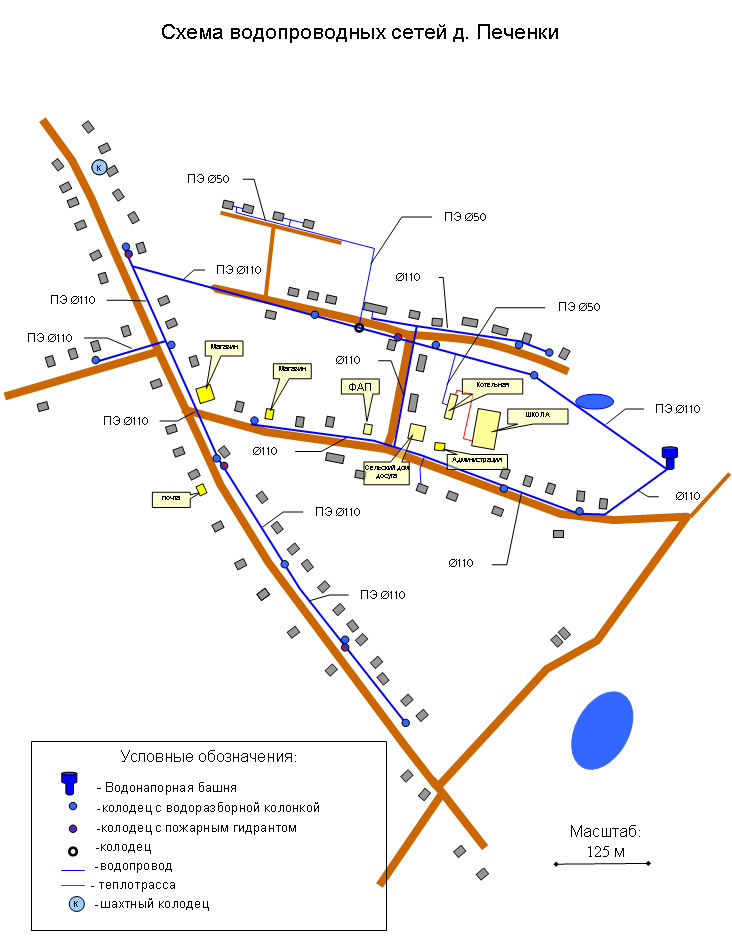 Схема водопроводных сетей д. Печенки
К
ПЭ Ø50
ПЭ Ø50
ПЭ Ø110
Ø110
ПЭ Ø110
ПЭ Ø50
ПЭ Ø110
Магазин
Магазин
Ø110
ФАП
Котельная
ШКОЛА
ПЭ Ø110
ПЭ Ø110
Ø110
Сельский дом
досуга
Администрация
почта
Ø110
ПЭ Ø110
Ø110
ПЭ Ø110
Условные обозначения:
- Водонапорная башня
-колодец с водоразборной колонкой
-колодец с пожарным гидрантом
-колодец
- водопровод
- теплотрасса
К
-шахтный колодец
Масштаб:
125 м